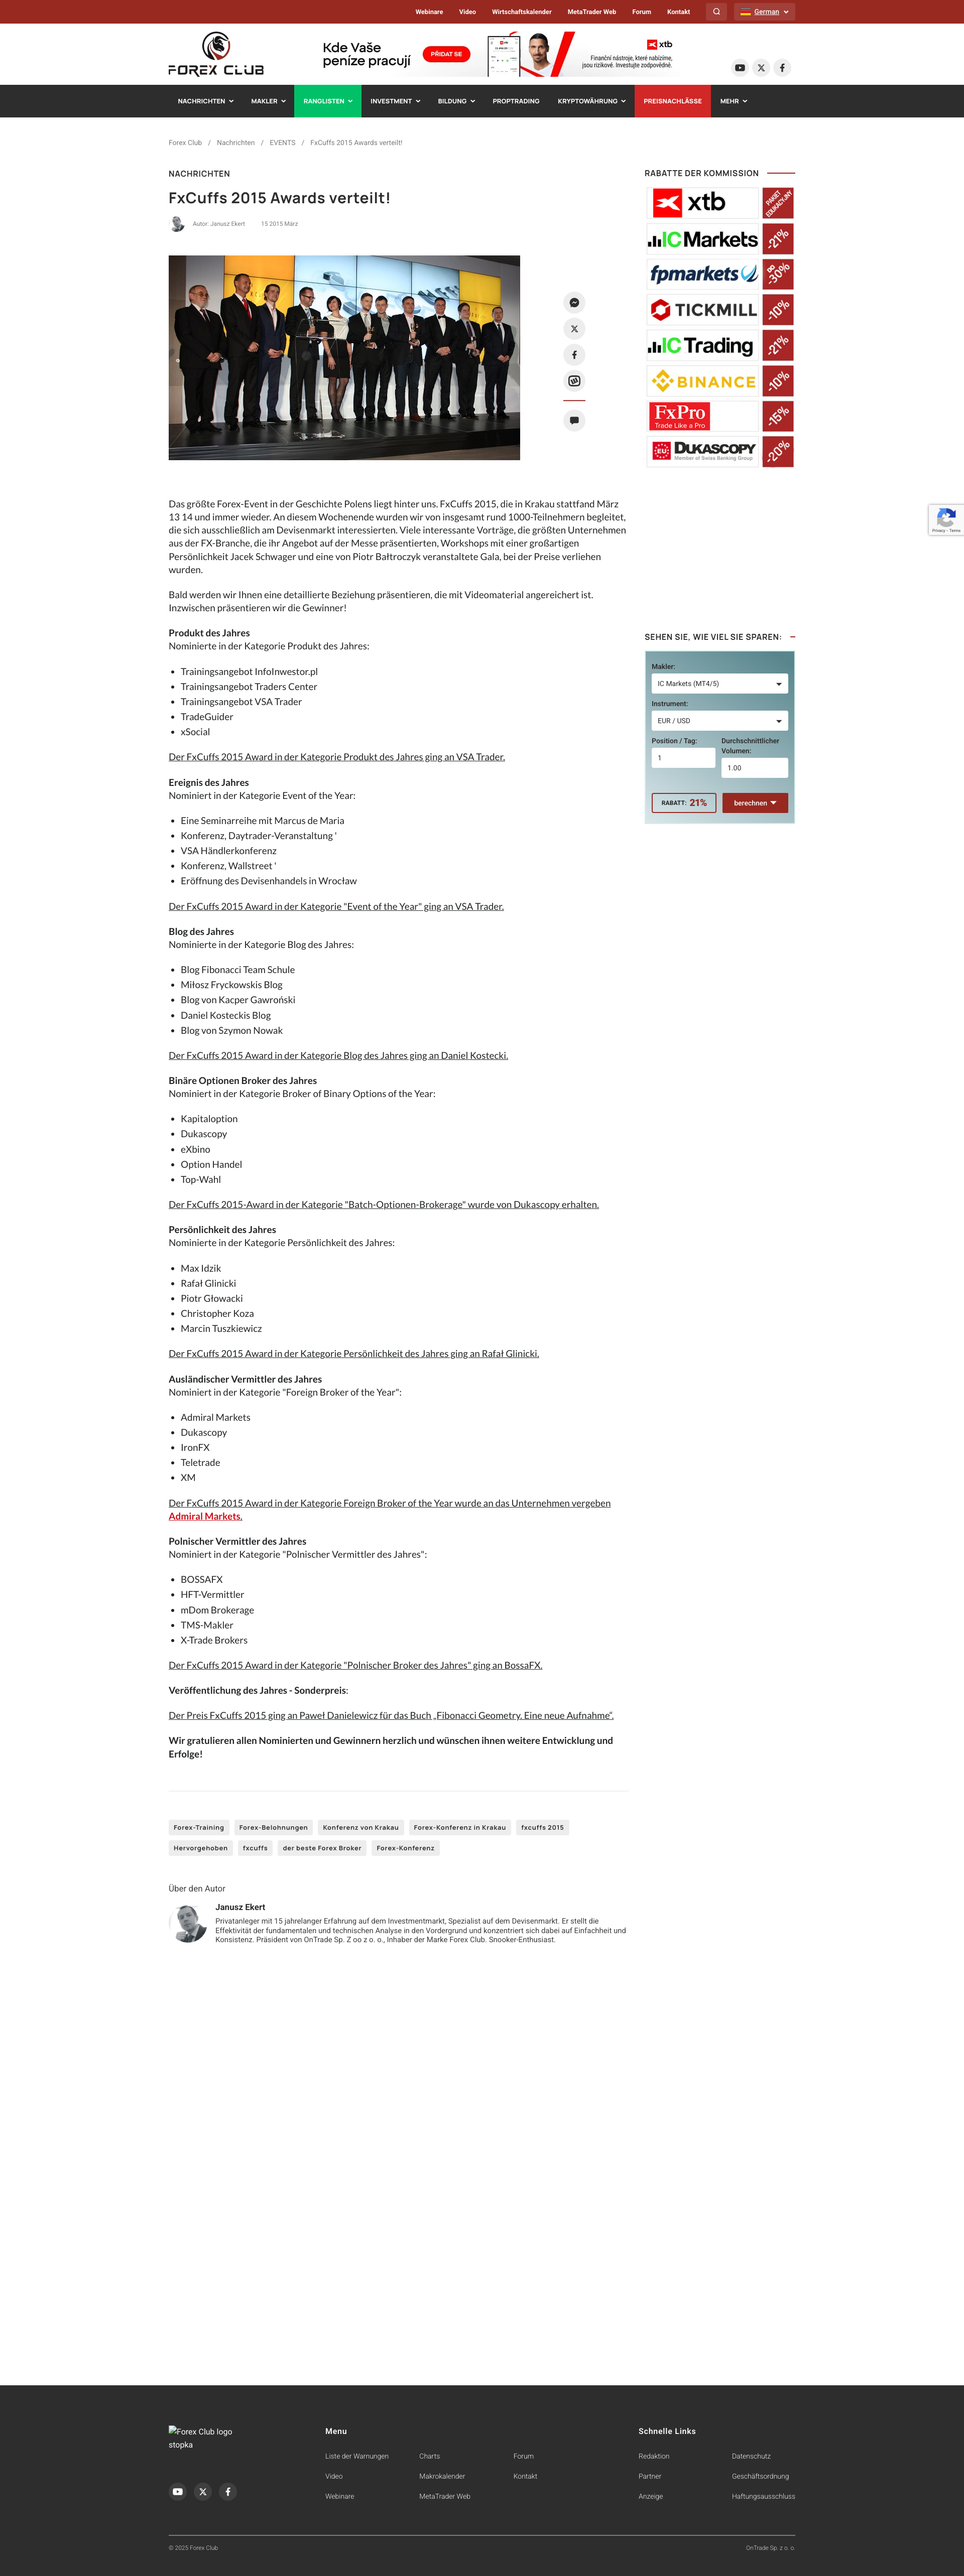 Webinare Video Wirtschaftskalender MetaTrader Web Forum Kontakt German
FOREX CLUB
Kde Vaše
peníze pracují
PŘIDAT SE
xtb
Finanční nástroje, které nabízíme,
jsou rizikové. Investujte odpovědně.
NACHRICHTEN MAKLER RANGLISTEN INVESTMENT BILDUNG PROPTRADING KRYPTOWÄHRUNG PREISNACHLÄSSE MEHR
Forex Club / Nachrichten / EVENTS / FxCuffs 2015 Awards verteilt!
NACHRICHTEN
FxCuffs 2015 Awards verteilt!
Autor: Janusz Ekert 15 2015 März
Das größte Forex-Event in der Geschichte Polens liegt hinter uns. FxCuffs 2015, die in Krakau stattfand März
13 14 und immer wieder. An diesem Wochenende wurden wir von insgesamt rund 1000-Teilnehmern begleitet,
die sich ausschließlich am Devisenmarkt interessierten. Viele interessante Vorträge, die größten Unternehmen
aus der FX-Branche, die ihr Angebot auf der Messe präsentierten, Workshops mit einer großartigen
Persönlichkeit Jacek Schwager und eine von Piotr Bałtroczyk veranstaltete Gala, bei der Preise verliehen
wurden.
Bald werden wir Ihnen eine detaillierte Beziehung präsentieren, die mit Videomaterial angereichert ist.
Inzwischen präsentieren wir die Gewinner!
Produkt des Jahres
Nominierte in der Kategorie Produkt des Jahres:
Trainingsangebot InfoInwestor.pl
Trainingsangebot Traders Center
Trainingsangebot VSA Trader
TradeGuider
xSocial
Der FxCuffs 2015 Award in der Kategorie Produkt des Jahres ging an VSA Trader.
Ereignis des Jahres
Nominiert in der Kategorie Event of the Year:
Eine Seminarreihe mit Marcus de Maria
Konferenz, Daytrader-Veranstaltung '
VSA Händlerkonferenz
Konferenz, Wallstreet '
Eröffnung des Devisenhandels in Wrocław
Der FxCuffs 2015 Award in der Kategorie "Event of the Year" ging an VSA Trader.
Blog des Jahres
Nominierte in der Kategorie Blog des Jahres:
Blog Fibonacci Team Schule
Miłosz Fryckowskis Blog
Blog von Kacper Gawroński
Daniel Kosteckis Blog
Blog von Szymon Nowak
Der FxCuffs 2015 Award in der Kategorie Blog des Jahres ging an Daniel Kostecki.
Binäre Optionen Broker des Jahres
Nominiert in der Kategorie Broker of Binary Options of the Year:
Kapitaloption
Dukascopy
eXbino
Option Handel
Top-Wahl
Der FxCuffs 2015-Award in der Kategorie "Batch-Optionen-Brokerage" wurde von Dukascopy erhalten.
Persönlichkeit des Jahres
Nominierte in der Kategorie Persönlichkeit des Jahres:
Max Idzik
Rafał Glinicki
Piotr Głowacki
Christopher Koza
Marcin Tuszkiewicz
Der FxCuffs 2015 Award in der Kategorie Persönlichkeit des Jahres ging an Rafał Glinicki.
Ausländischer Vermittler des Jahres
Nominiert in der Kategorie "Foreign Broker of the Year":
Admiral Markets
Dukascopy
IronFX
Teletrade
XM
Der FxCuffs 2015 Award in der Kategorie Foreign Broker of the Year wurde an das Unternehmen vergeben
Admiral Markets.
Polnischer Vermittler des Jahres
Nominiert in der Kategorie "Polnischer Vermittler des Jahres":
BOSSAFX
HFT-Vermittler
mDom Brokerage
TMS-Makler
X-Trade Brokers
Der FxCuffs 2015 Award in der Kategorie "Polnischer Broker des Jahres" ging an BossaFX.
Veröffentlichung des Jahres - Sonderpreis:
Der Preis FxCuffs 2015 ging an Paweł Danielewicz für das Buch „Fibonacci Geometry. Eine neue Aufnahme“.
Wir gratulieren allen Nominierten und Gewinnern herzlich und wünschen ihnen weitere Entwicklung und
Erfolge!
Forex-Training Forex-Belohnungen Konferenz von Krakau Forex-Konferenz in Krakau fxcuffs 2015
Hervorgehoben fxcuffs der beste Forex Broker Forex-Konferenz
Über den Autor
Janusz Ekert
Privatanleger mit 15 jahrelanger Erfahrung auf dem Investmentmarkt, Spezialist auf dem Devisenmarkt. Er stellt die
Effektivität der fundamentalen und technischen Analyse in den Vordergrund und konzentriert sich dabei auf Einfachheit und
Konsistenz. Präsident von OnTrade Sp. Z oo z o. o., Inhaber der Marke Forex Club. Snooker-Enthusiast.
RABATTE DER KOMMISSION
xtb PAKIET EDUKACYJNY
IC Markets -21%
fpmarkets DO -30%
TICKMILL -10%
IC Trading -21%
BINANCE -10%
FxPro Trade Like a Pro -15%
EU DUKASCOPY Member of Swiss Banking Group -20%
Privacy - Terms
SEHEN SIE, WIE VIEL SIE SPAREN:
Makler:
IC Markets (MT4/5)
Instrument:
EUR / USD
Position / Tag: Durchschnittlicher
Volumen:
1 1.00
RABATT: 21% berechnen
Forex Club logo
stopka
Menu
Liste der Warnungen Charts Forum
Video Makrokalender Kontakt
Webinare MetaTrader Web
Schnelle Links
Redaktion Datenschutz
Partner Geschäftsordnung
Anzeige Haftungsausschluss
© 2025 Forex Club OnTrade Sp. z o. o.